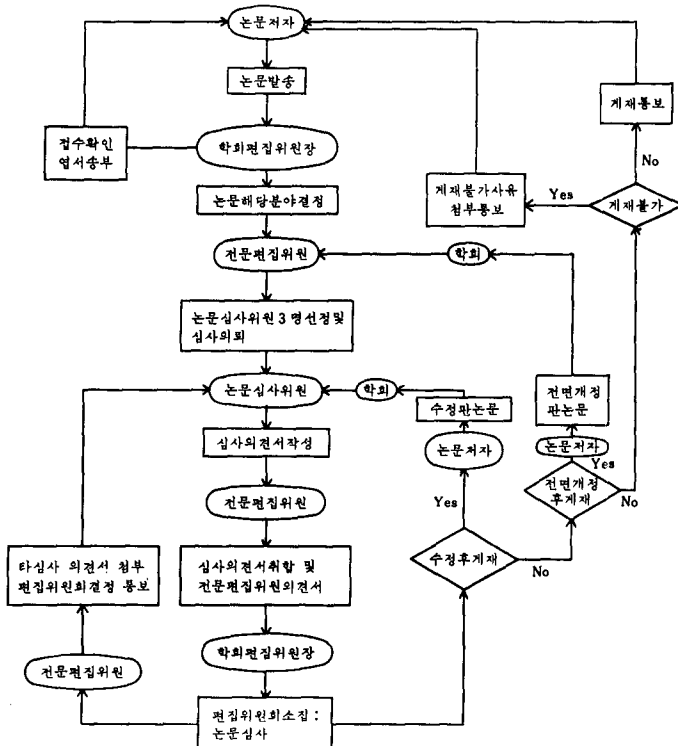 논문저자
논문발송
게재통보
접수확인
엽서송부
학회편집위원장
No
게재불가사유
첨부통보
Yes
게재불가
논문해당분야결정
전문편집위원
학회
논문심사위원 3 명선정및
심사의뢰
논문심사위원
학회
수정판논문
전면개정
판논문
심사의견서작성
논문저자
논문저자
Yes
전문편집위원
Yes
전면개정
후게재
No
타심사 의견서 첨부
편집위원회결정 통보
심사의견서취합 및
전문편집위원의견서
수정후게재
No
학회편집위원장
전문편집위원
편집위원회소집 :
논문심사